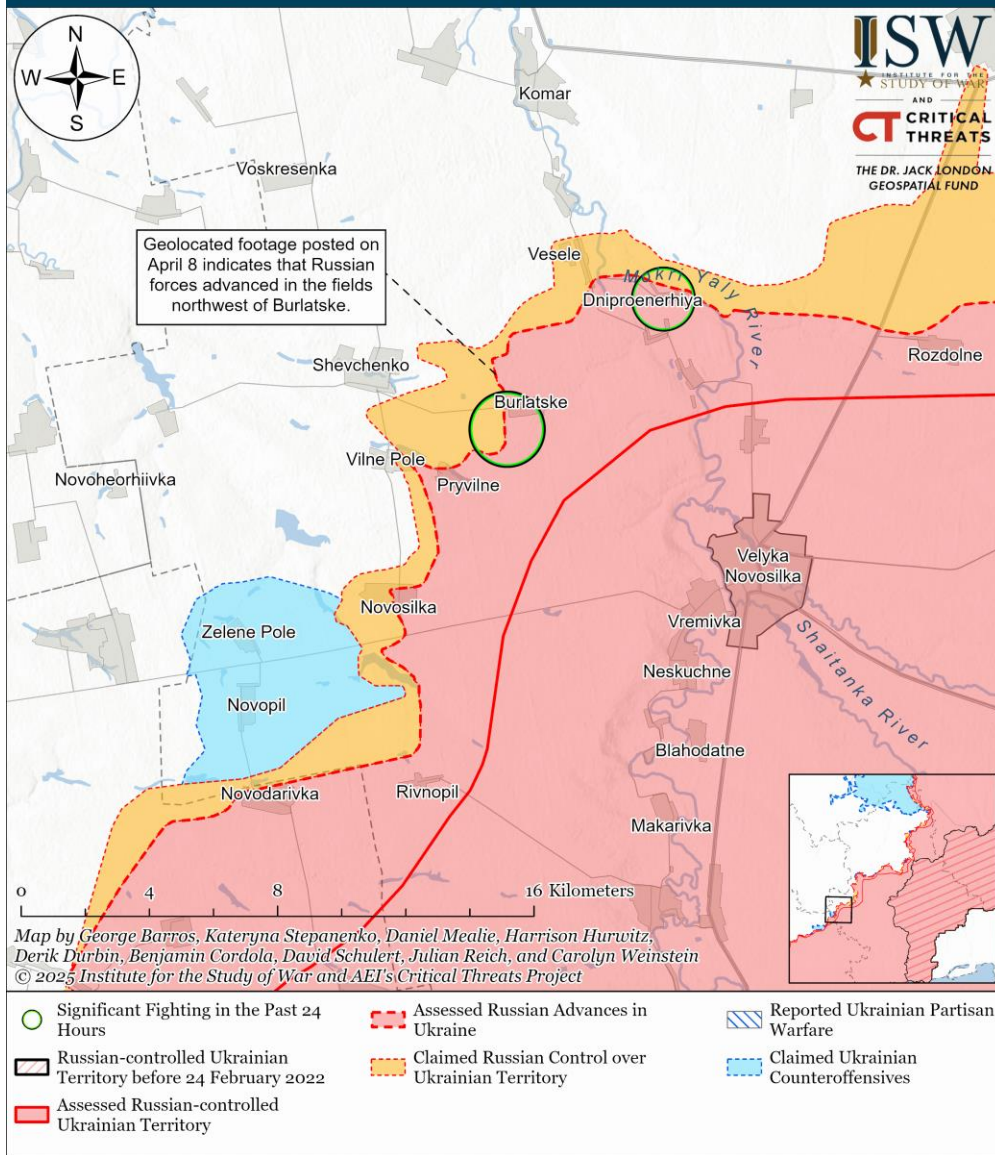 N
W
E
S
ISW
INSTITUTE FOR THE
STUDY OF WAR
AND
CT CRITICAL
THREATS
THE DR. JACK LONDON
GEOSPATIAL FUND
Komar
Voskresenka
Geolocated footage posted on
April 8 indicates that Russian
forces advanced in the fields
northwest of Burlatske.
Vesele
Mokri Yaly River
Dniproenerhiya
Rozdolne
Shevchenko
Burlatske
Vilne Pole
Pryvilne
Novoheorhiivka
Velyka
Novosilka
Novosilka
Vremivka
Zelene Pole
Shaitanka River
Neskuchne
Novopil
Blahodatne
Rivnopil
Novodarivka
Makarivka
0 4 8 16 Kilometers
Map by George Barros, Kateryna Stepanenko, Daniel Mealie, Harrison Hurwitz,
Derik Durbin, Benjamin Cordola, David Schulert, Julian Reich, and Carolyn Weinstein
© 2025 Institute for the Study of War and AEI's Critical Threats Project
Significant Fighting in the Past 24
Hours
Russian-controlled Ukrainian
Territory before 24 February 2022
Assessed Russian-controlled
Ukrainian Territory
Assessed Russian Advances in
Ukraine
Claimed Russian Control over
Ukrainian Territory
Reported Ukrainian Partisan
Warfare
Claimed Ukrainian
Counteroffensives